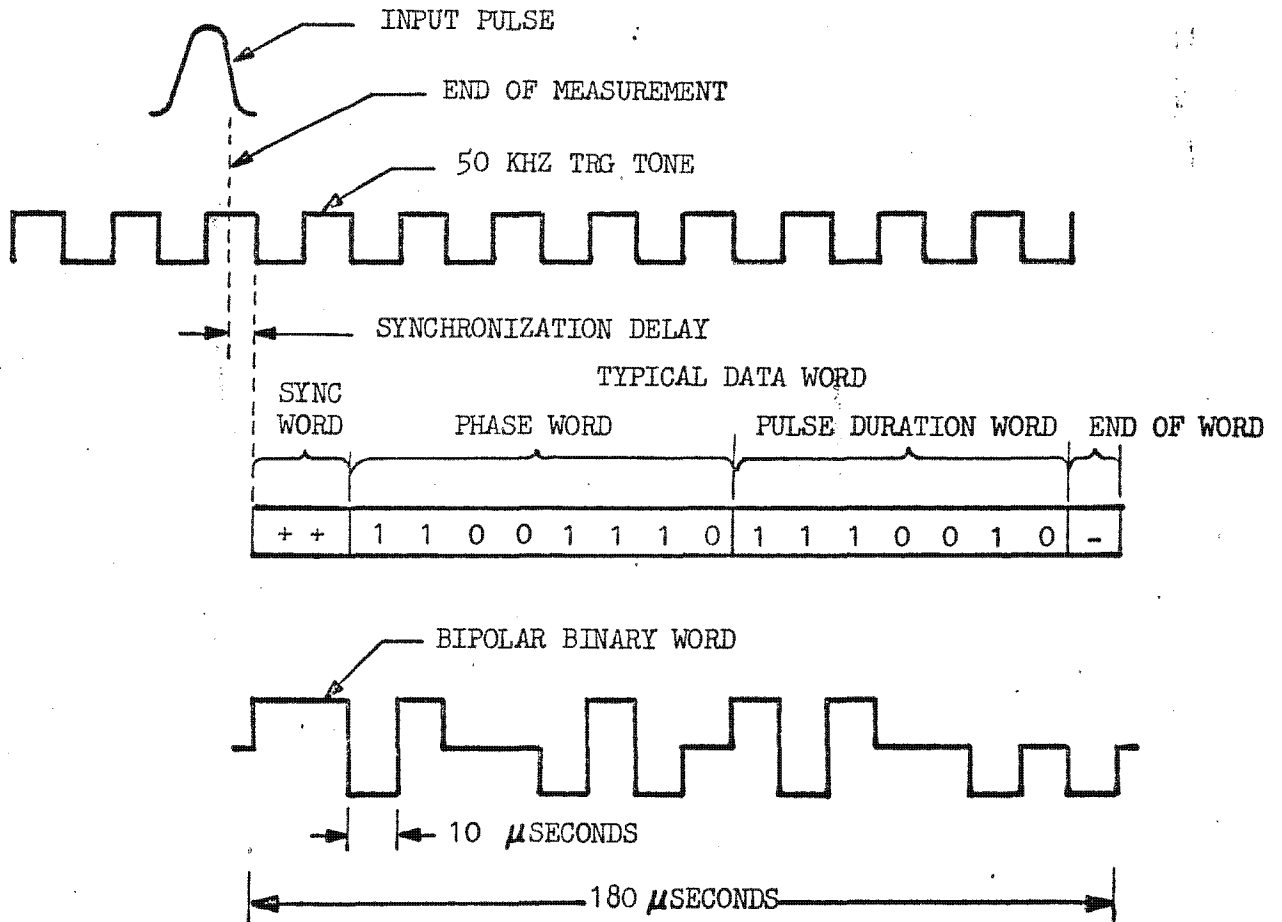 INPUT PULSE
END OF MEASUREMENT
50 KHZ TRG TONE
SYNCHRONIZATION DELAY
TYPICAL DATA WORD
SYNC
WORD
PHASE WORD
PULSE DURATION WORD
END OF WORD
+ + 1 1 0 0 1 1 1 0 1 1 1 0 0 1 0 -
BIPOLAR BINARY WORD
10 μSECONDS
180 μSECONDS